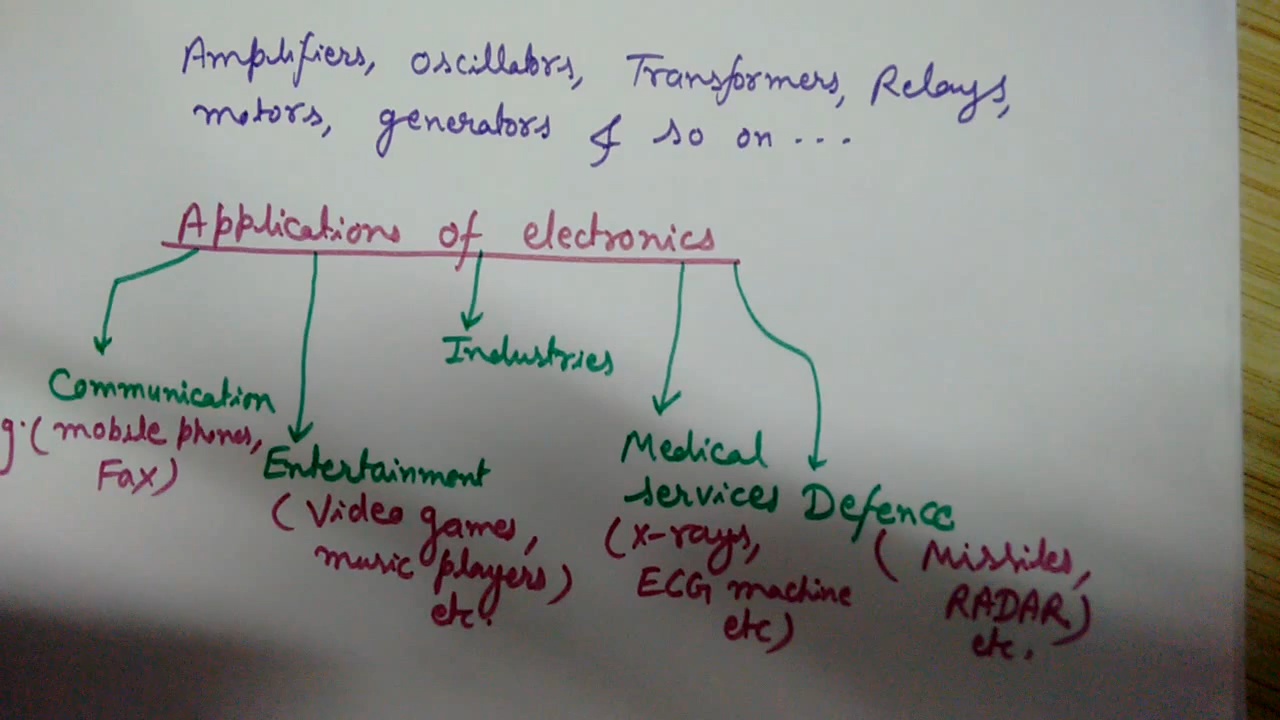 Amplifiers, oscillators, Transformers, Relays,
motors, generators & so on ...
Applications of electronics
Communication
g. (mobile phones,
Fax)
Entertainment
(Video games,
music players)
etc.
Industries
Medical
services
(x-rays,
ECG machine
etc)
Defence
(Missiles,
RADAR)
etc.